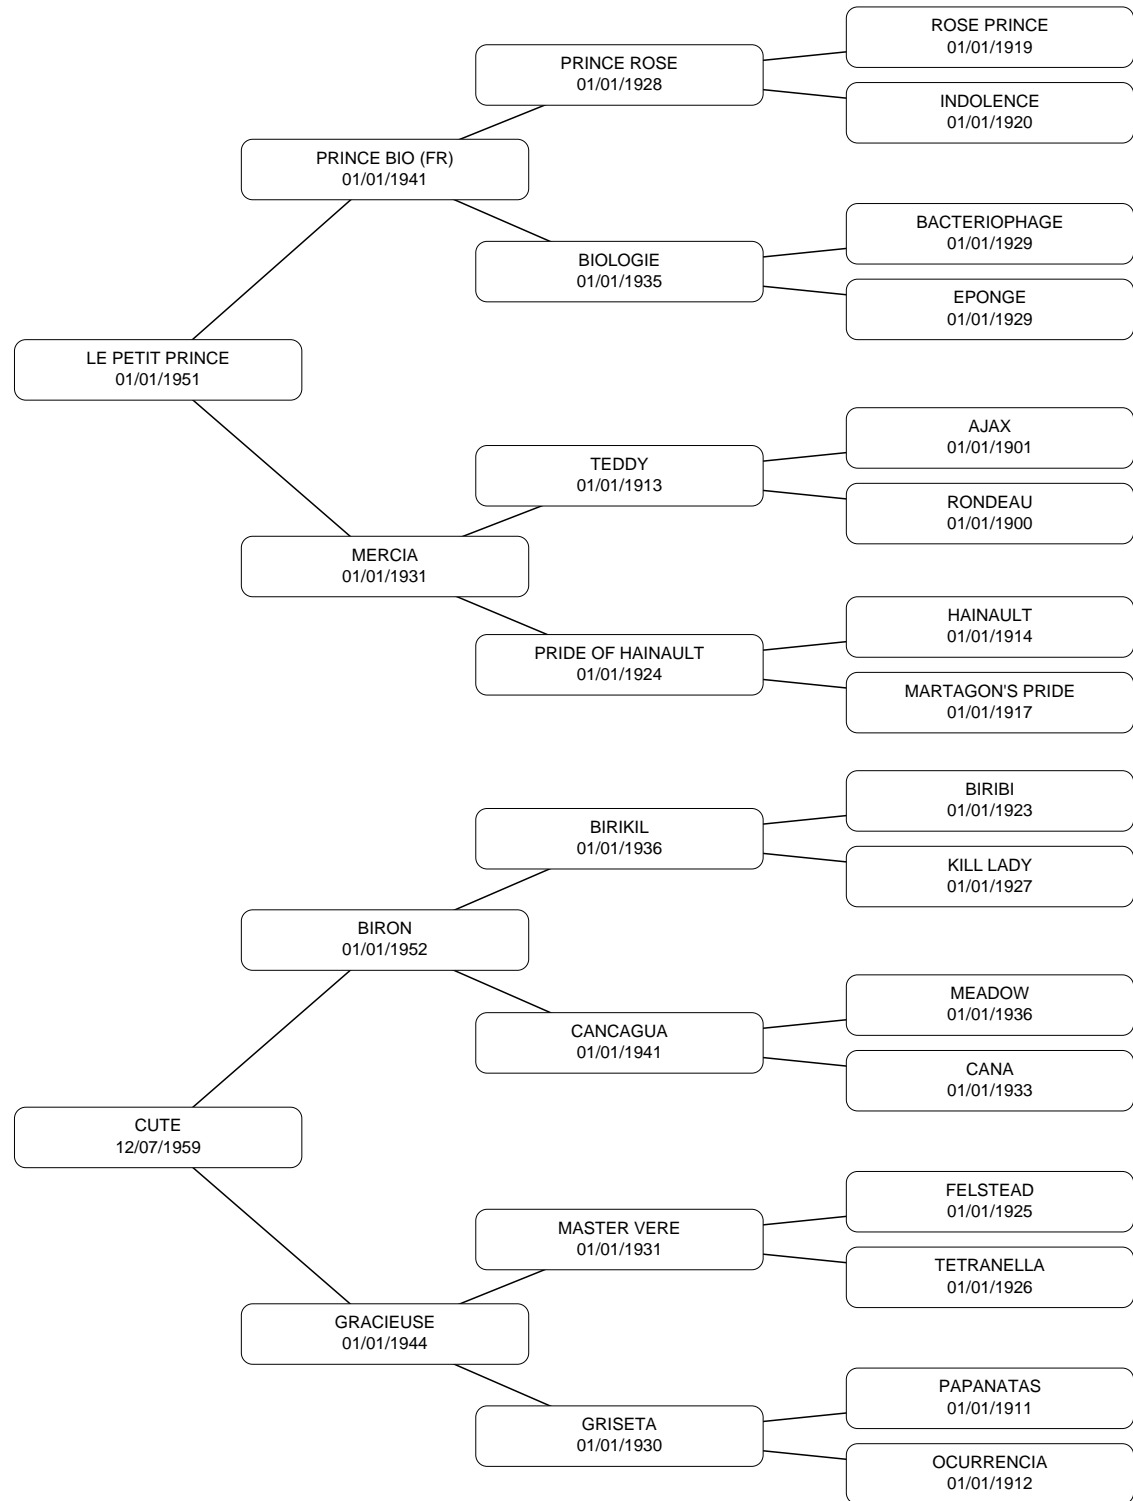 ROSE PRINCE
01/01/1919
PRINCE ROSE
01/01/1928
INDOLENCE
01/01/1920
PRINCE BIO (FR)
01/01/1941
BACTERIOPHAGE
01/01/1929
BIOLOGIE
01/01/1935
EPONGE
01/01/1929
LE PETIT PRINCE
01/01/1951
AJAX
01/01/1901
TEDDY
01/01/1913
RONDEAU
01/01/1900
MERCIA
01/01/1931
HAINAULT
01/01/1914
PRIDE OF HAINAULT
01/01/1924
MARTAGON'S PRIDE
01/01/1917
BIRIBI
01/01/1923
BIRIKIL
01/01/1936
KILL LADY
01/01/1927
BIRON
01/01/1952
MEADOW
01/01/1936
CANCAGUA
01/01/1941
CANA
01/01/1933
CUTE
12/07/1959
FELSTEAD
01/01/1925
MASTER VERE
01/01/1931
TETRANELLA
01/01/1926
GRACIEUSE
01/01/1944
PAPANATAS
01/01/1911
GRISETA
01/01/1930
OCURRENCIA
01/01/1912